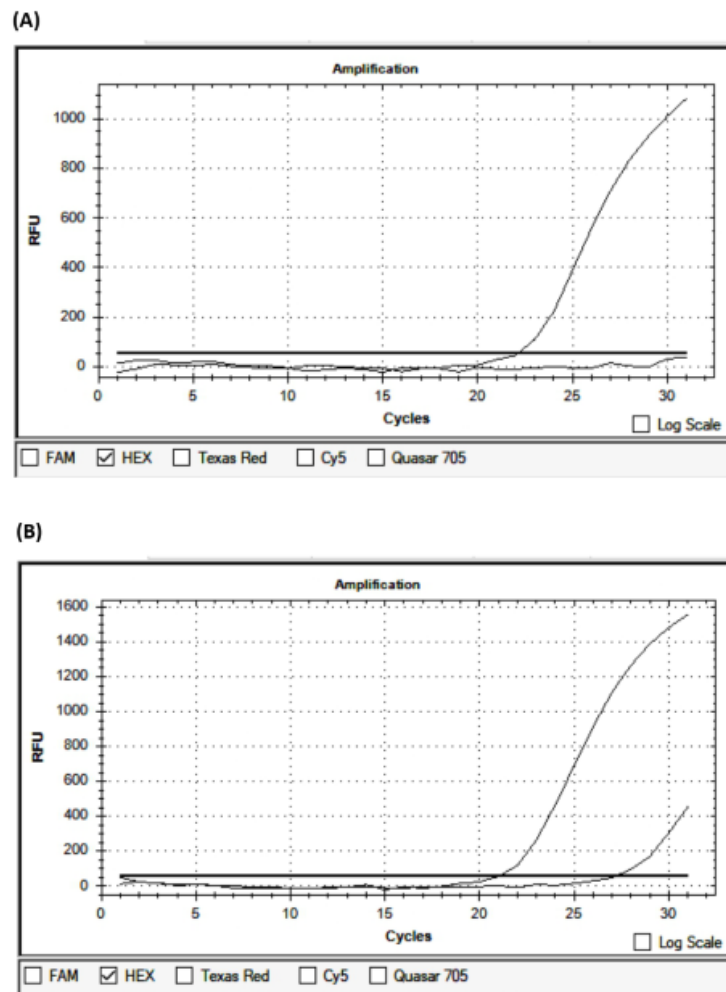 (A)
Amplification
1000
800
600
400
200
0
RFU
0 5 10 15 20 25 30
Cycles
Log Scale
FAM HEX Texas Red Cy5 Quasar 705
(B)
Amplification
1600
1400
1200
1000
800
600
400
200
0
RFU
0 5 10 15 20 25 30
Cycles
Log Scale
FAM HEX Texas Red Cy5 Quasar 705